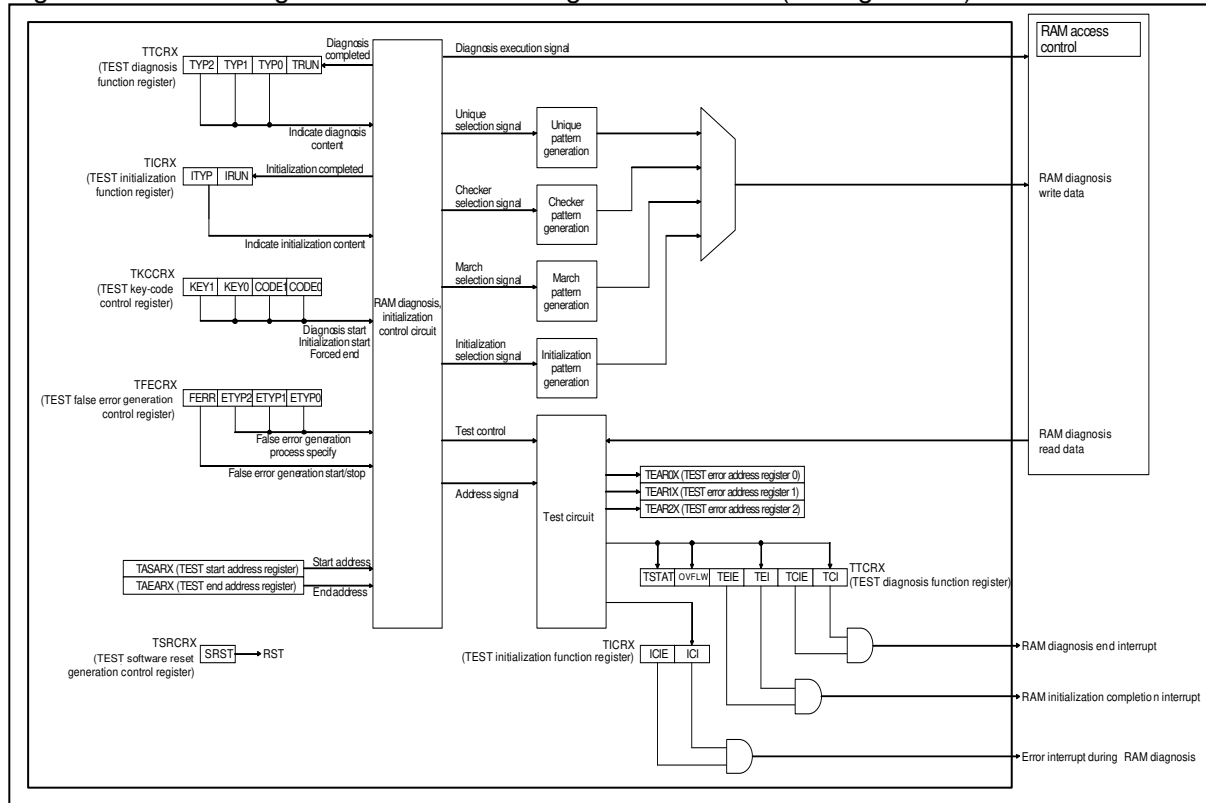 RAM access
control
Diagnosis
completed
Diagnosis execution signal
TTCRX
(TEST diagnosis
function register)
TYP2 TYP1 TYP0 TRUN
Indicate diagnosis
content
Unique
selection signal
Unique
pattern
generation
TICRX
(TEST initialization
function register)
ITYP IRUN
Initialization completed
Indicate initialization content
Checker
selection signal
Checker
pattern
generation
RAM diagnosis
write data
TKCCRX
(TEST key-code
control register)
KEY1 KEY0 CODE1 CODE0
Diagnosis start
Initialization start
Forced end
RAM diagnosis,
initialization
control circuit
March
selection signal
March
pattern
generation
Initialization
selection signal
Initialization
pattern
generation
TFECRX
(TEST false error generation
control register)
FERR ETYP2 ETYP1 ETYP0
False error generation
process specify
False error generation start/stop
Test control
Address signal
Test circuit
RAM diagnosis
read data
TEAR0X (TEST error address register 0)
TEAR1X (TEST error address register 1)
TEAR2X (TEST error address register 2)
TASARX (TEST start address register)
Start address
TAEARX (TEST end address register)
End address
TSTAT OVFLW TEIE TEI TCIE TCI
TTCRX
(TEST diagnosis function register)
TSRCRX
(TEST software reset
generation control register)
SRST
RST
TICRX
(TEST initialization function register)
ICIE ICI
RAM diagnosis end interrupt
RAM initialization completion interrupt
Error interrupt during RAM diagnosis